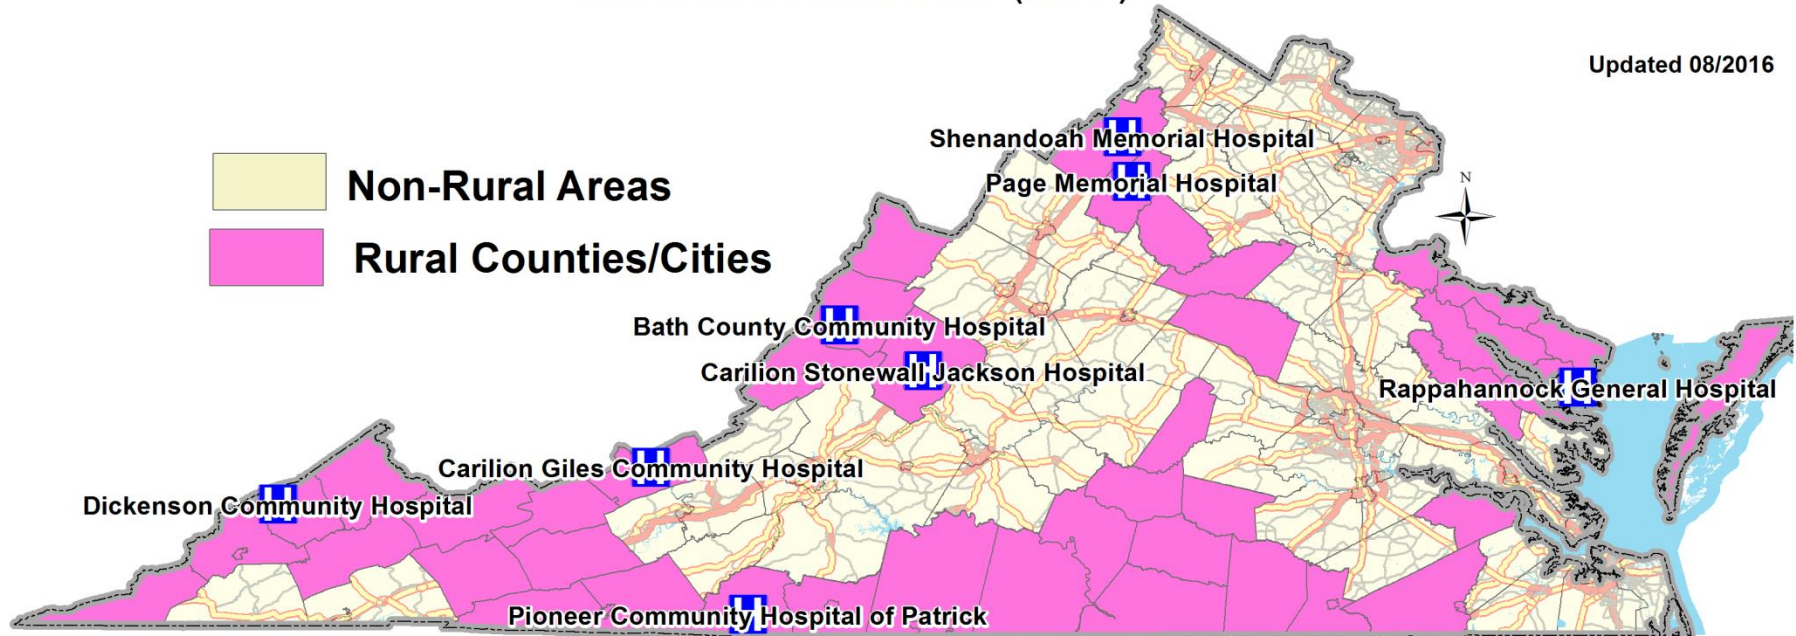 Updated 08/2016
Shenandoah Memorial Hospital
Non-Rural Areas
Page Memorial Hospital
N
Rural Counties/Cities
Bath County Community Hospital
Carilion Stonewall Jackson Hospital
Rappahannock General Hospital
Carilion Giles Community Hospital
Dickenson Community Hospital
Pioneer Community Hospital of Patrick